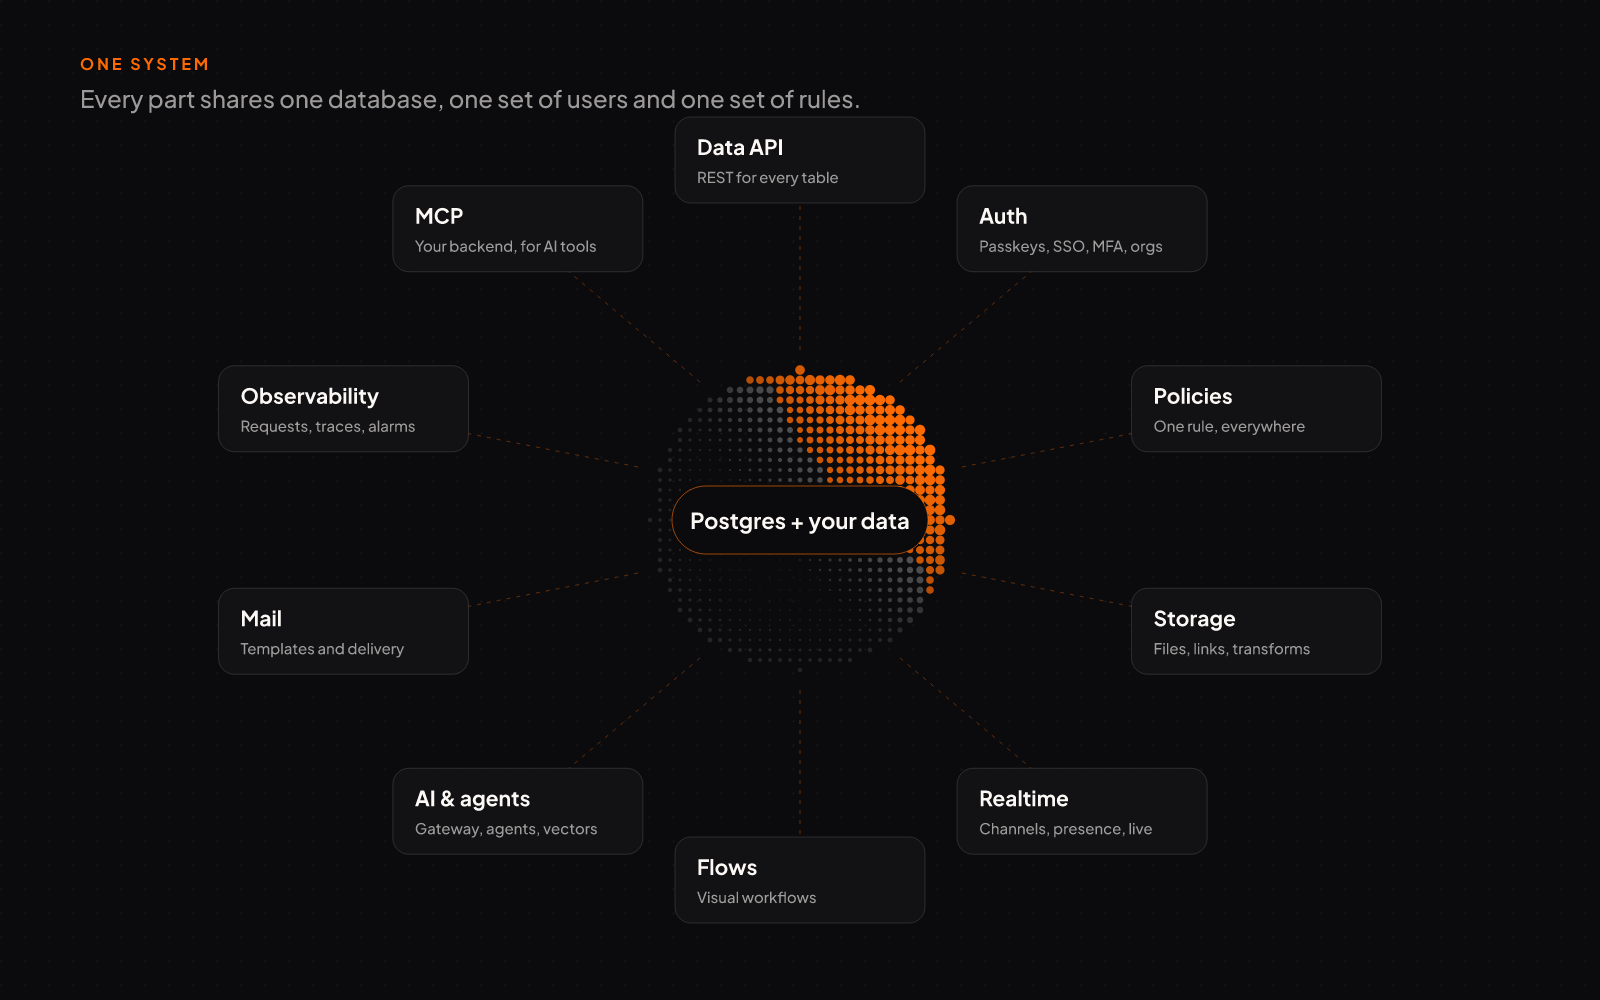 ONE SYSTEM
Every part shares one database, one set of users and one set of rules.
Data API
REST for every table
MCP
Your backend, for AI tools
Auth
Passkeys, SSO, MFA, orgs
Observability
Requests, traces, alarms
Policies
One rule, everywhere
Postgres + your data
Mail
Templates and delivery
Storage
Files, links, transforms
AI & agents
Gateway, agents, vectors
Realtime
Channels, presence, live
Flows
Visual workflows